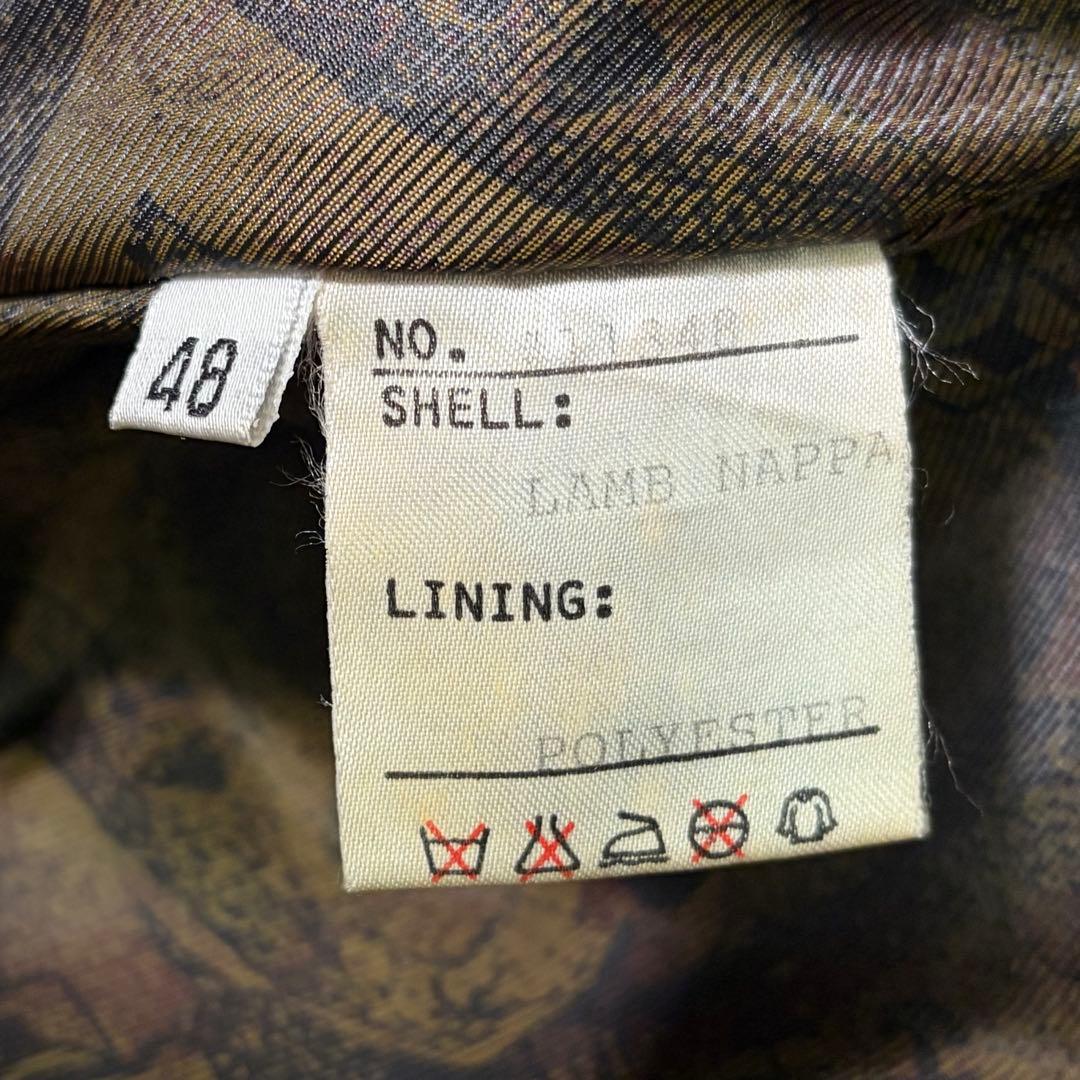 48
NO.
SHELL:
LAMB NAPPA
LINING:
POLYESTER